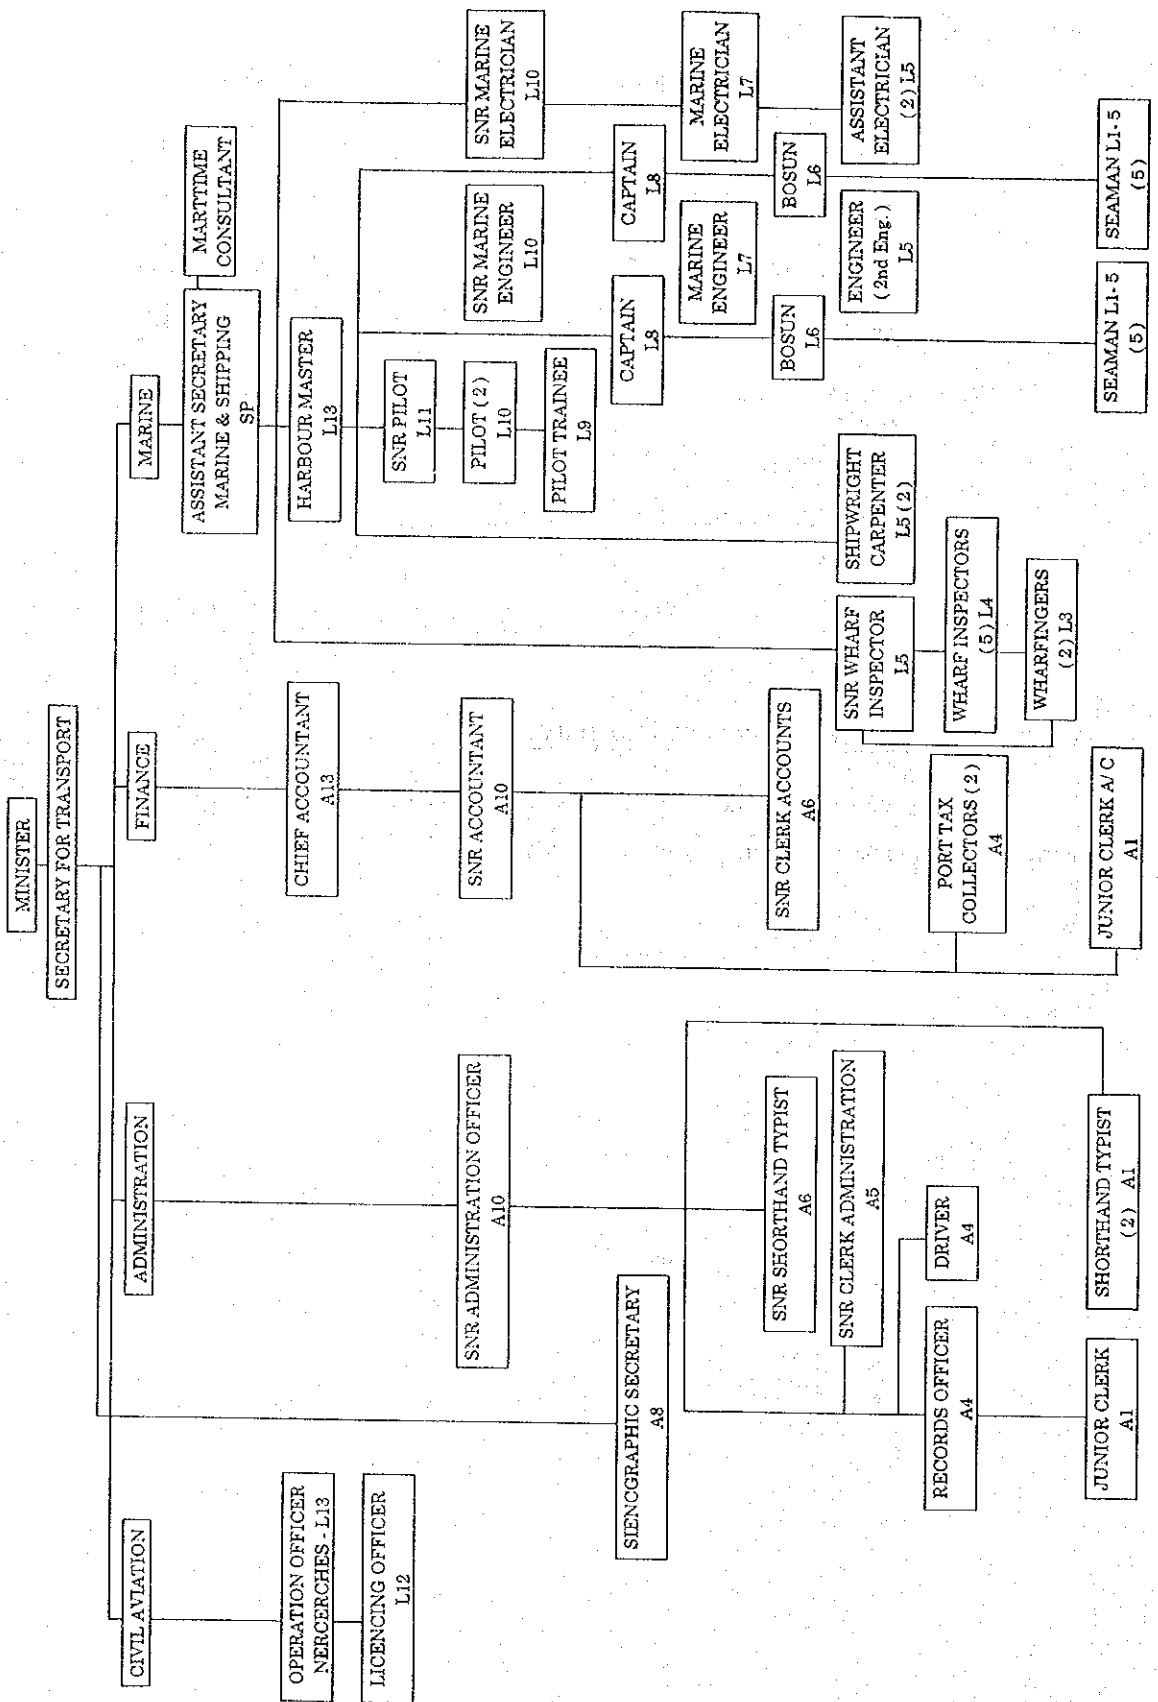 MINISTER
SECRETARY FOR TRANSPORT
CIVIL AVIATION
ADMINISTRATION
FINANCE
MARINE
ASSISTANT SECRETARY
MARINE & SHIPPING
SP
MARTTIME
CONSULTANT
OPERATION OFFICER
NERCERCHES - L13
CHIEF ACCOUNTANT
A13
HARBOUR MASTER
L13
LICENCING OFFICER
L12
SNR PILOT
L11
SNR ADMINISTRATION OFFICER
A10
SNR ACCOUNTANT
A10
PILOT (2)
L10
SNR MARINE
ENGINEER
L10
SNR MARINE
ELECTRICIAN
L10
PILOT TRAINEE
L9
SIENCGRAPHIC SECRETARY
A8
CAPTAIN
L8
CAPTAIN
L8
MARINE
ENGINEER
L7
MARINE
ELECTRICIAN
L7
SNR SHORTHAND TYPIST
A6
SNR CLERK ACCOUNTS
A6
BOSUN
L6
BOSUN
L6
SNR CLERK ADMINISTRATION
A5
SNR WHARF
INSPECTOR
L5
SHIPWRIGHT
CARPENTER
L5 (2)
ENGINEER
(2nd Eng.)
L5
ASSISTANT
ELECTRICIAN
(2) L5
RECORDS OFFICER
A4
DRIVER
A4
PORT TAX
COLLECTORS (2)
A4
WHARF INSPECTORS
(5) L4
WHARFINGERS
(2) L3
JUNIOR CLERK
A1
SHORTHAND TYPIST
(2) A1
JUNIOR CLERK A/C
A1
SEAMAN L1-5
(5)
SEAMAN L1-5
(5)